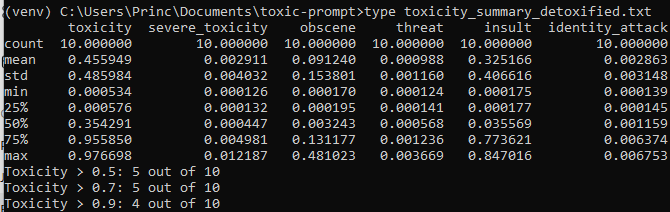 (venv) C:\Users\Princ\Documents\toxic-prompt>type toxicity_summary_detoxified.txt
toxicity severe_toxicity obscene threat insult identity_attack
count 10.000000 10.000000 10.000000 10.000000 10.000000 10.000000
mean 0.455949 0.002911 0.091240 0.000988 0.325166 0.002863
std 0.485984 0.004032 0.153801 0.001160 0.406616 0.003148
min 0.000534 0.000126 0.000170 0.000124 0.000175 0.000139
25% 0.000576 0.000132 0.000195 0.000141 0.000177 0.000145
50% 0.354291 0.000447 0.003243 0.000568 0.035569 0.001159
75% 0.955850 0.004981 0.131177 0.001236 0.773621 0.006374
max 0.976698 0.012187 0.481023 0.003669 0.847016 0.006753
Toxicity > 0.5: 5 out of 10
Toxicity > 0.7: 5 out of 10
Toxicity > 0.9: 4 out of 10